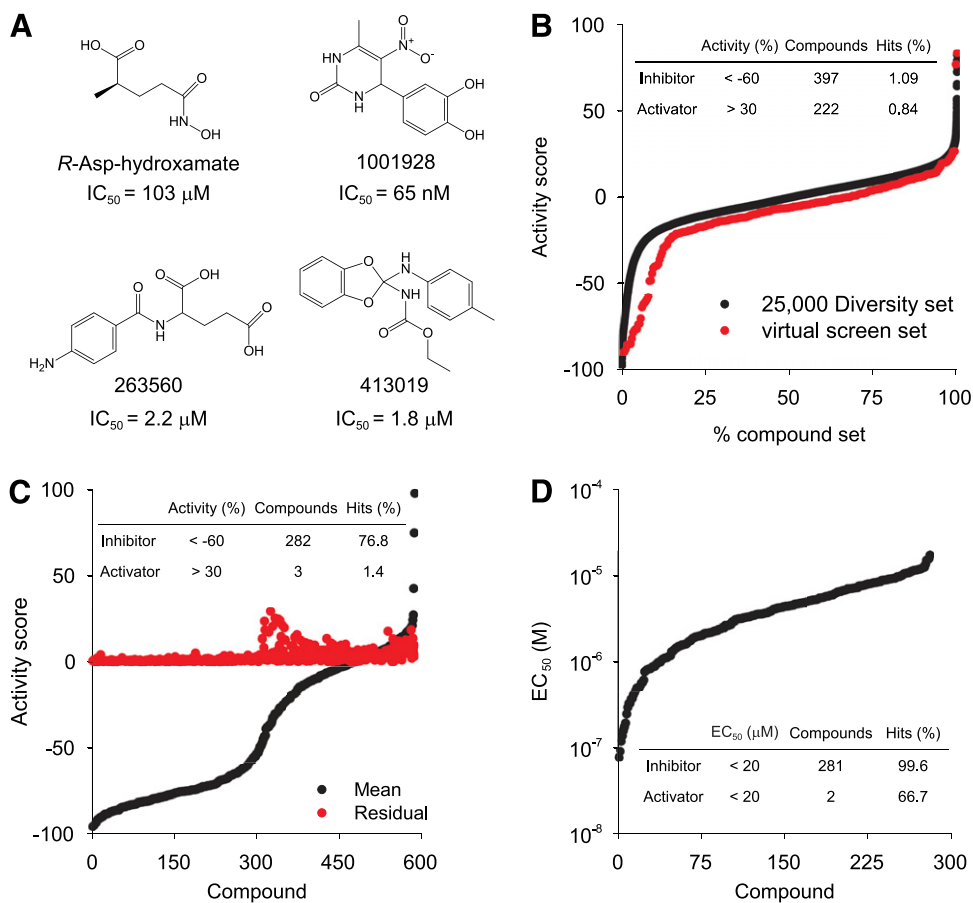 A
HO
O
O
HN
OH
R-Asp-hydroxamate
IC50 = 103 μM
O
HN
N+
O-
O
N
H
OH
OH
1001928
IC50 = 65 nM
O
OH
O
N
H
O
OH
H2N
263560
IC50 = 2.2 μM
O
H
N
O
NH
O
O
413019
IC50 = 1.8 μM
B
Activity (%) Compounds Hits (%)
Inhibitor < -60 397 1.09
Activator > 30 222 0.84
25,000 Diversity set
virtual screen set
Activity score
100
50
0
-50
-100
0 25 50 75 100
% compound set
C
Activity (%) Compounds Hits (%)
Inhibitor < -60 282 76.8
Activator > 30 3 1.4
Mean
Residual
Activity score
100
50
0
-50
-100
0 150 300 450 600
Compound
D
EC50 (M)
10-4
10-5
10-6
10-7
10-8
EC50 (μM) Compounds Hits (%)
Inhibitor < 20 281 99.6
Activator < 20 2 66.7
0 75 150 225 300
Compound